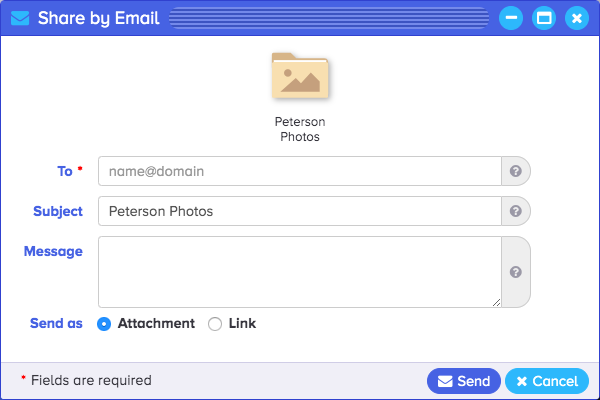 Share by Email
Peterson
Photos
To *
name@domain
?
Subject
Peterson Photos
?
Message
?
Send as
Attachment
Link
* Fields are required
Send
Cancel